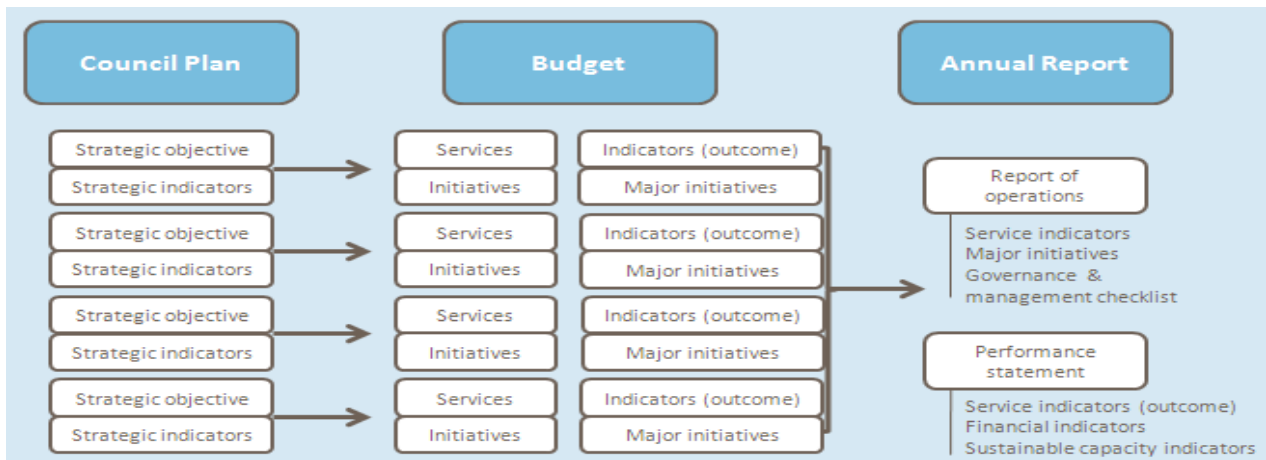 Council Plan
Budget
Annual Report
Strategic objective
Strategic indicators
Strategic objective
Strategic indicators
Strategic objective
Strategic indicators
Strategic objective
Strategic indicators
Services
Initiatives
Services
Initiatives
Services
Initiatives
Services
Initiatives
Indicators (outcome)
Major initiatives
Indicators (outcome)
Major initiatives
Indicators (outcome)
Major initiatives
Indicators (outcome)
Major initiatives
Report of
operations
Service indicators
Major initiatives
Governance &
management checklist
Performance
statement
Service indicators (outcome)
Financial indicators
Sustainable capacity indicators